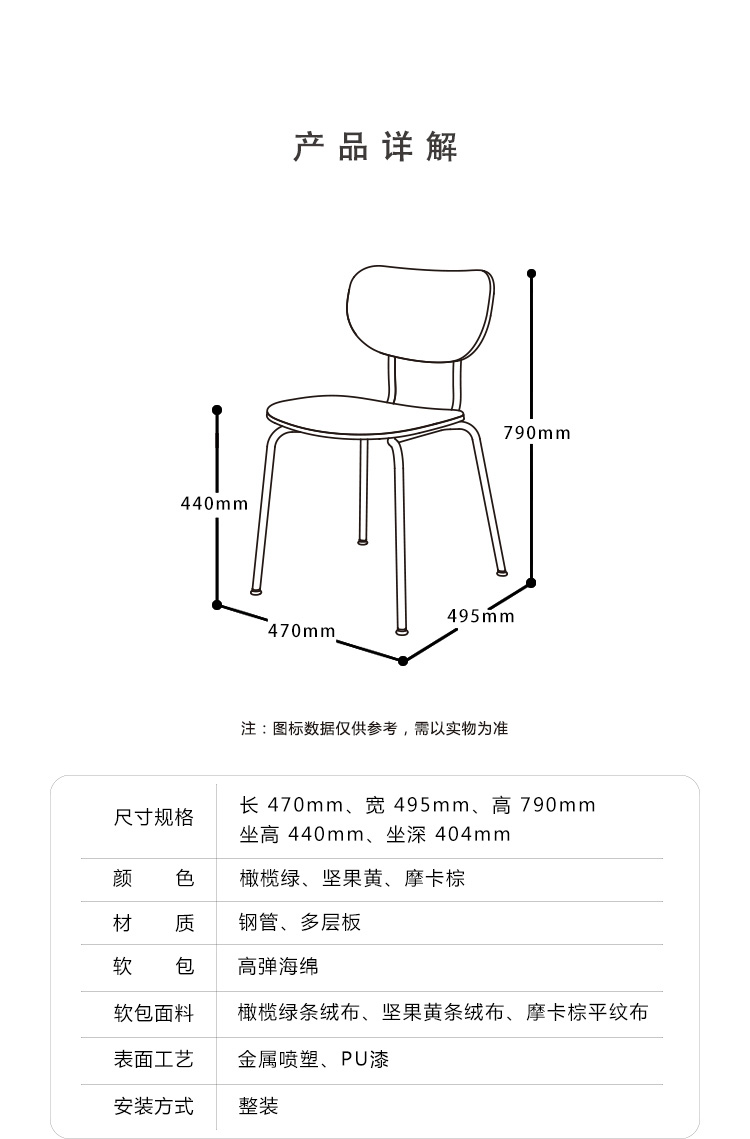 产品详解
790mm
440mm
495mm
470mm
注：图标数据仅供参考，需以实物为准
尺寸规格
长 470mm、宽 495mm、高 790mm
坐高 440mm、坐深 404mm
颜 色 橄榄绿、坚果黄、摩卡棕
材 质 钢管、多层板
软 包 高弹海绵
软包面料 橄榄绿条绒布、坚果黄条绒布、摩卡棕平纹布
表面工艺 金属喷塑、PU漆
安装方式 整装